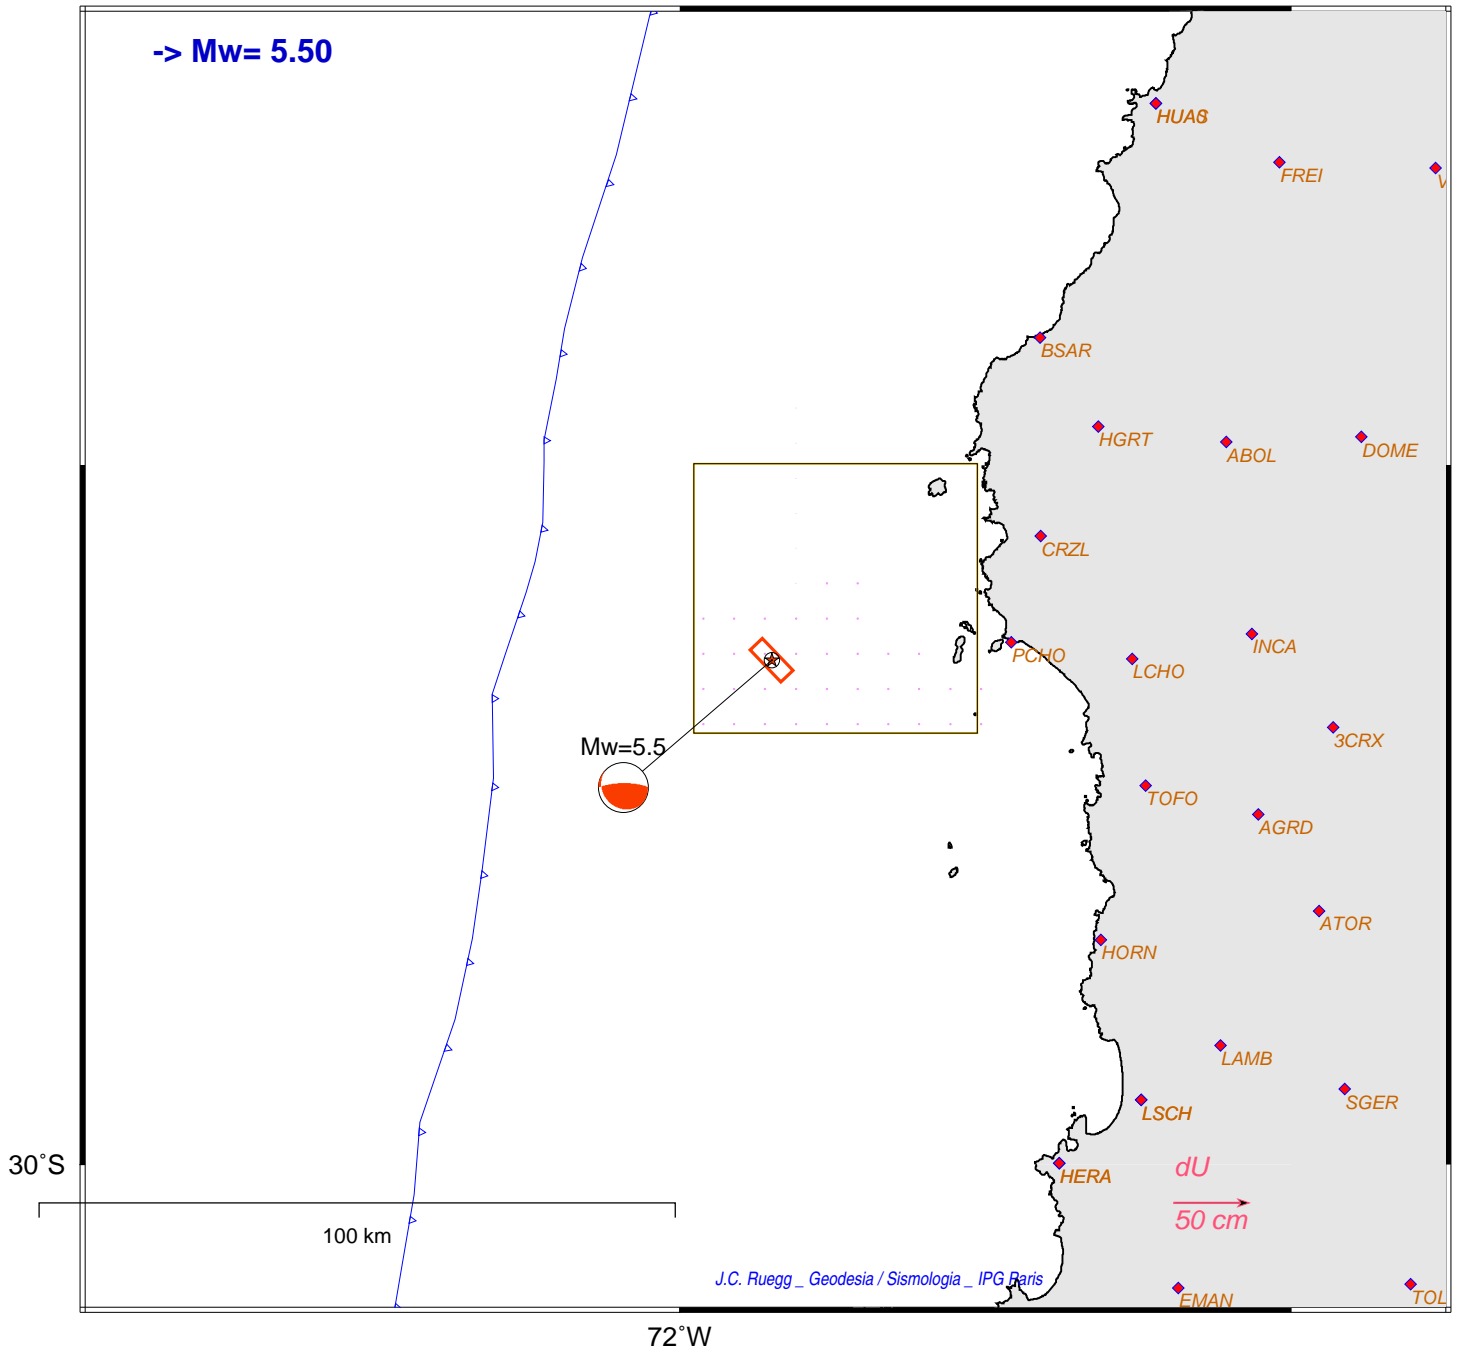 -> Mw= 5.50
FREI
BSAR
HGRT
ABOL
DOME
CRZL
INCA
PCHO
LCHO
3CRX
Mw=5.5
TOFO
AGRD
ATOR
HORN
LAMB
LSCH
SGER
30°S
HERA
dU
50 cm
100 km
J.C. Ruegg _ Geodesia / Sismologia _ IPG Paris
EMAN
TOL
72°W